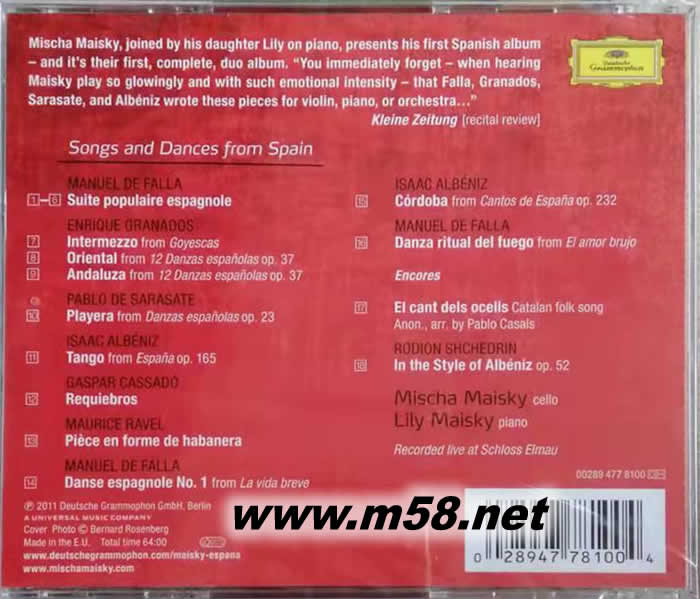 Mischa Maisky, joined by his daughter Lily on piano, presents his first Spanish album
– and it's their first, complete, duo album. “You immediately forget – when hearing
Maisky play so glowingly and with such emotional intensity – that Falla, Granados,
Sarasate, and Albéniz wrote these pieces for violin, piano, or orchestra…”
Kleine Zeitung [recital review]
Deutsche
Grammophon
Songs and Dances from Spain
MANUEL DE FALLA
1–6 Suite populaire espagnole
ENRIQUE GRANADOS
7 Intermezzo from Goyescas
8 Oriental from 12 Danzas españolas op. 37
9 Andaluza from 12 Danzas españolas op. 37
PABLO DE SARASATE
10 Playera from Danzas españolas op. 23
ISAAC ALBÉNIZ
11 Tango from España op. 165
GASPAR CASSADÓ
12 Requiebros
MAURICE RAVEL
13 Pièce en forme de habanera
MANUEL DE FALLA
14 Danse espagnole No. 1 from La vida breve
ISAAC ALBÉNIZ
15 Córdoba from Cantos de España op. 232
MANUEL DE FALLA
16 Danza ritual del fuego from El amor brujo
Encores
17 El cant dels ocells Catalan folk song
Anon., arr. by Pablo Casals
RODION SHCHEDRIN
18 In the Style of Albéniz op. 52
Mischa Maisky cello
Lily Maisky piano
Recorded live at Schloss Elmau
00289 477 8100
℗ 2011 Deutsche Grammophon GmbH, Berlin
A UNIVERSAL MUSIC COMPANY
Cover Photo © Bernard Rosenberg
Made in the E.U. Total time 64:00
www.deutschegrammophon.com/maisky-espana
www.mischamaisky.com
www.m58.net
0 28947 78100 4